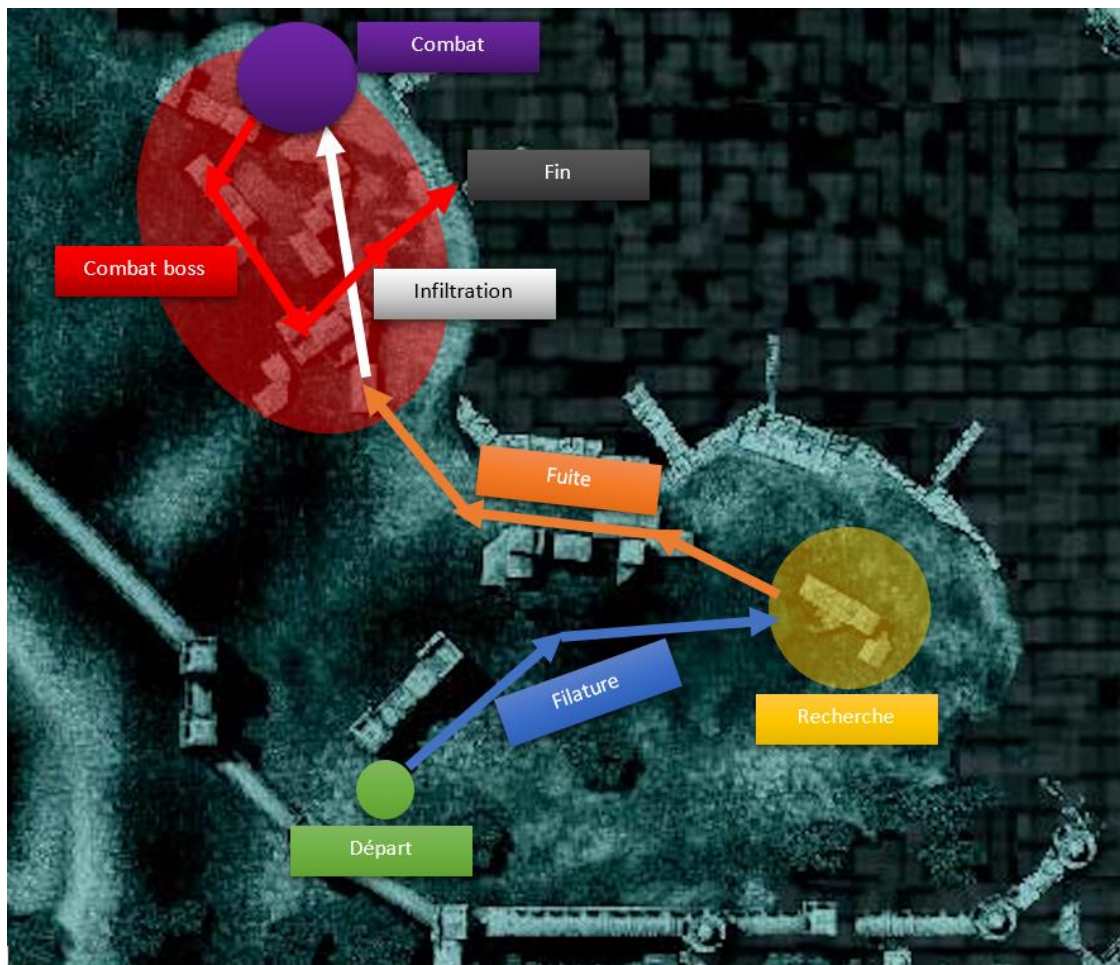 Combat
Fin
Combat boss
Infiltration
Fuite
Filature
Recherche
Départ